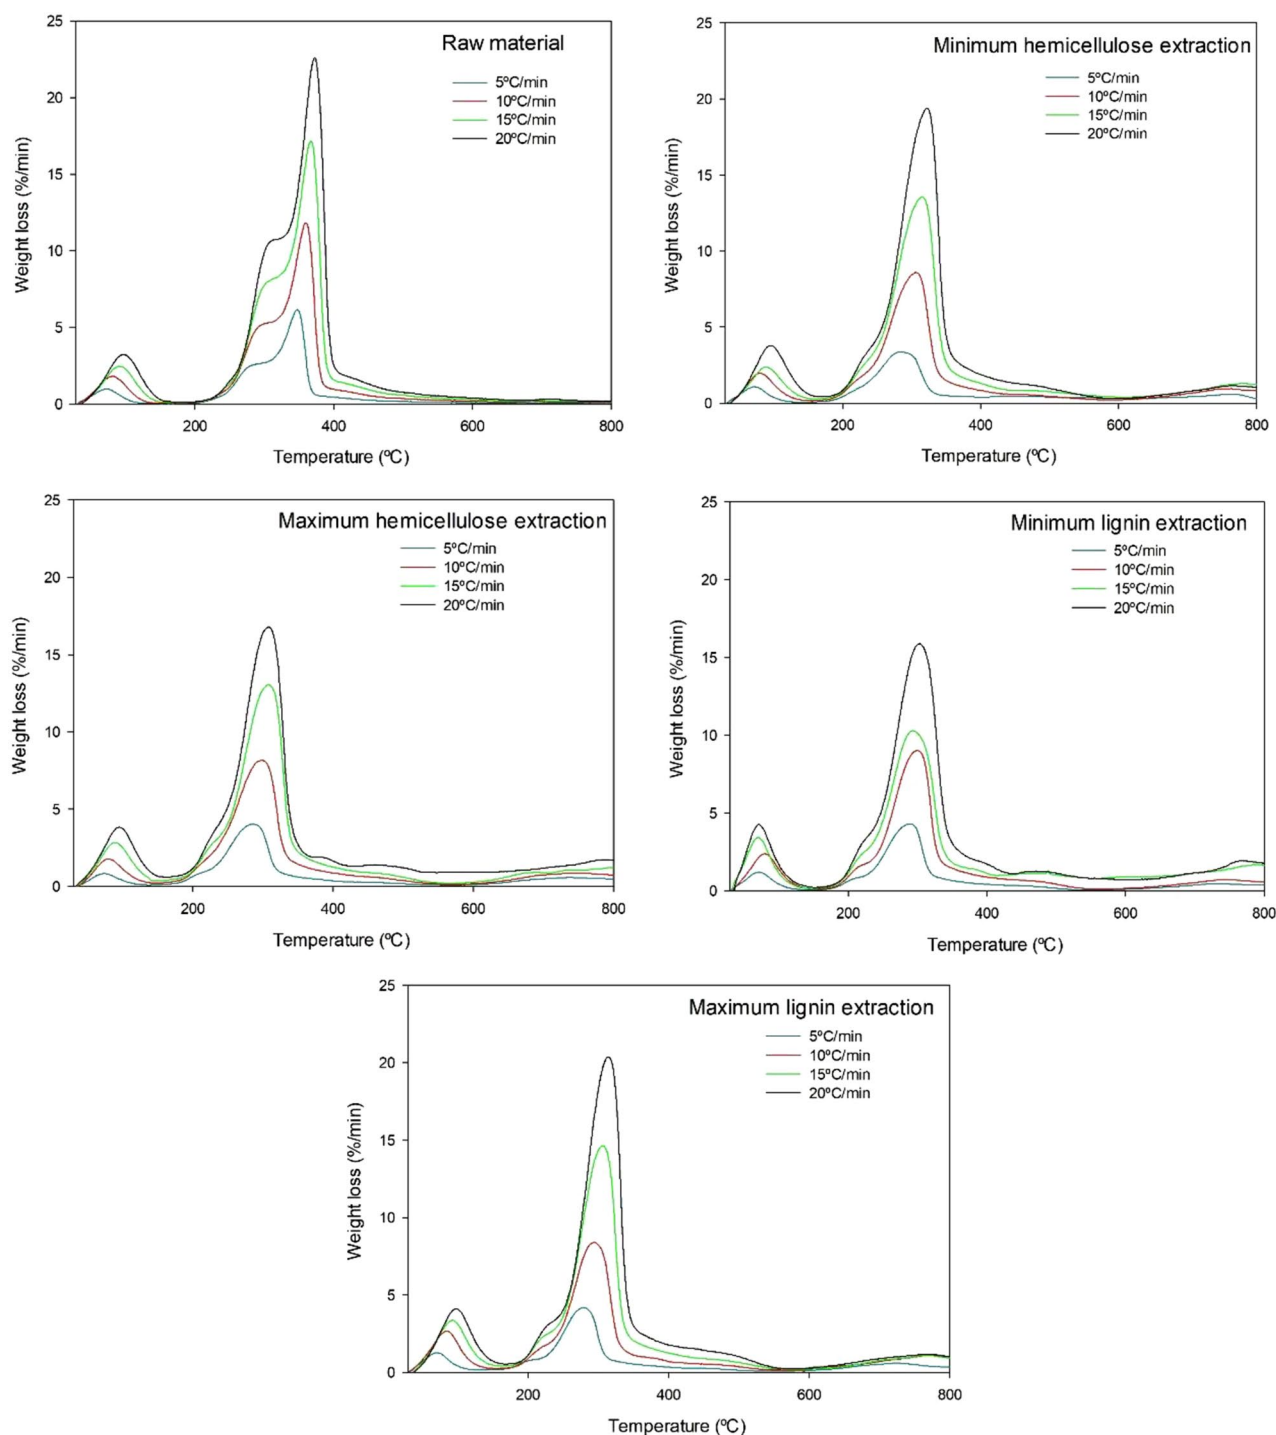 Raw material
5ºC/min
10ºC/min
15ºC/min
20ºC/min
25
20
15
10
5
0
Weight loss (%/min)
200
400
600
800
Temperature (ºC)
Minimum hemicellulose extraction
5ºC/min
10ºC/min
15ºC/min
20ºC/min
25
20
15
10
5
0
Weight loss (%/min)
200
400
600
800
Temperature (ºC)
Maximum hemicellulose extraction
5ºC/min
10ºC/min
15ºC/min
20ºC/min
25
20
15
10
5
0
Weight loss (%/min)
200
400
600
800
Temperature (ºC)
Minimum lignin extraction
5ºC/min
10ºC/min
15ºC/min
20ºC/min
25
20
15
10
5
0
Weight loss (%/min)
200
400
600
800
Temperature (ºC)
Maximum lignin extraction
5ºC/min
10ºC/min
15ºC/min
20ºC/min
25
20
15
10
5
0
Weight loss (%/min)
200
400
600
800
Temperature (ºC)